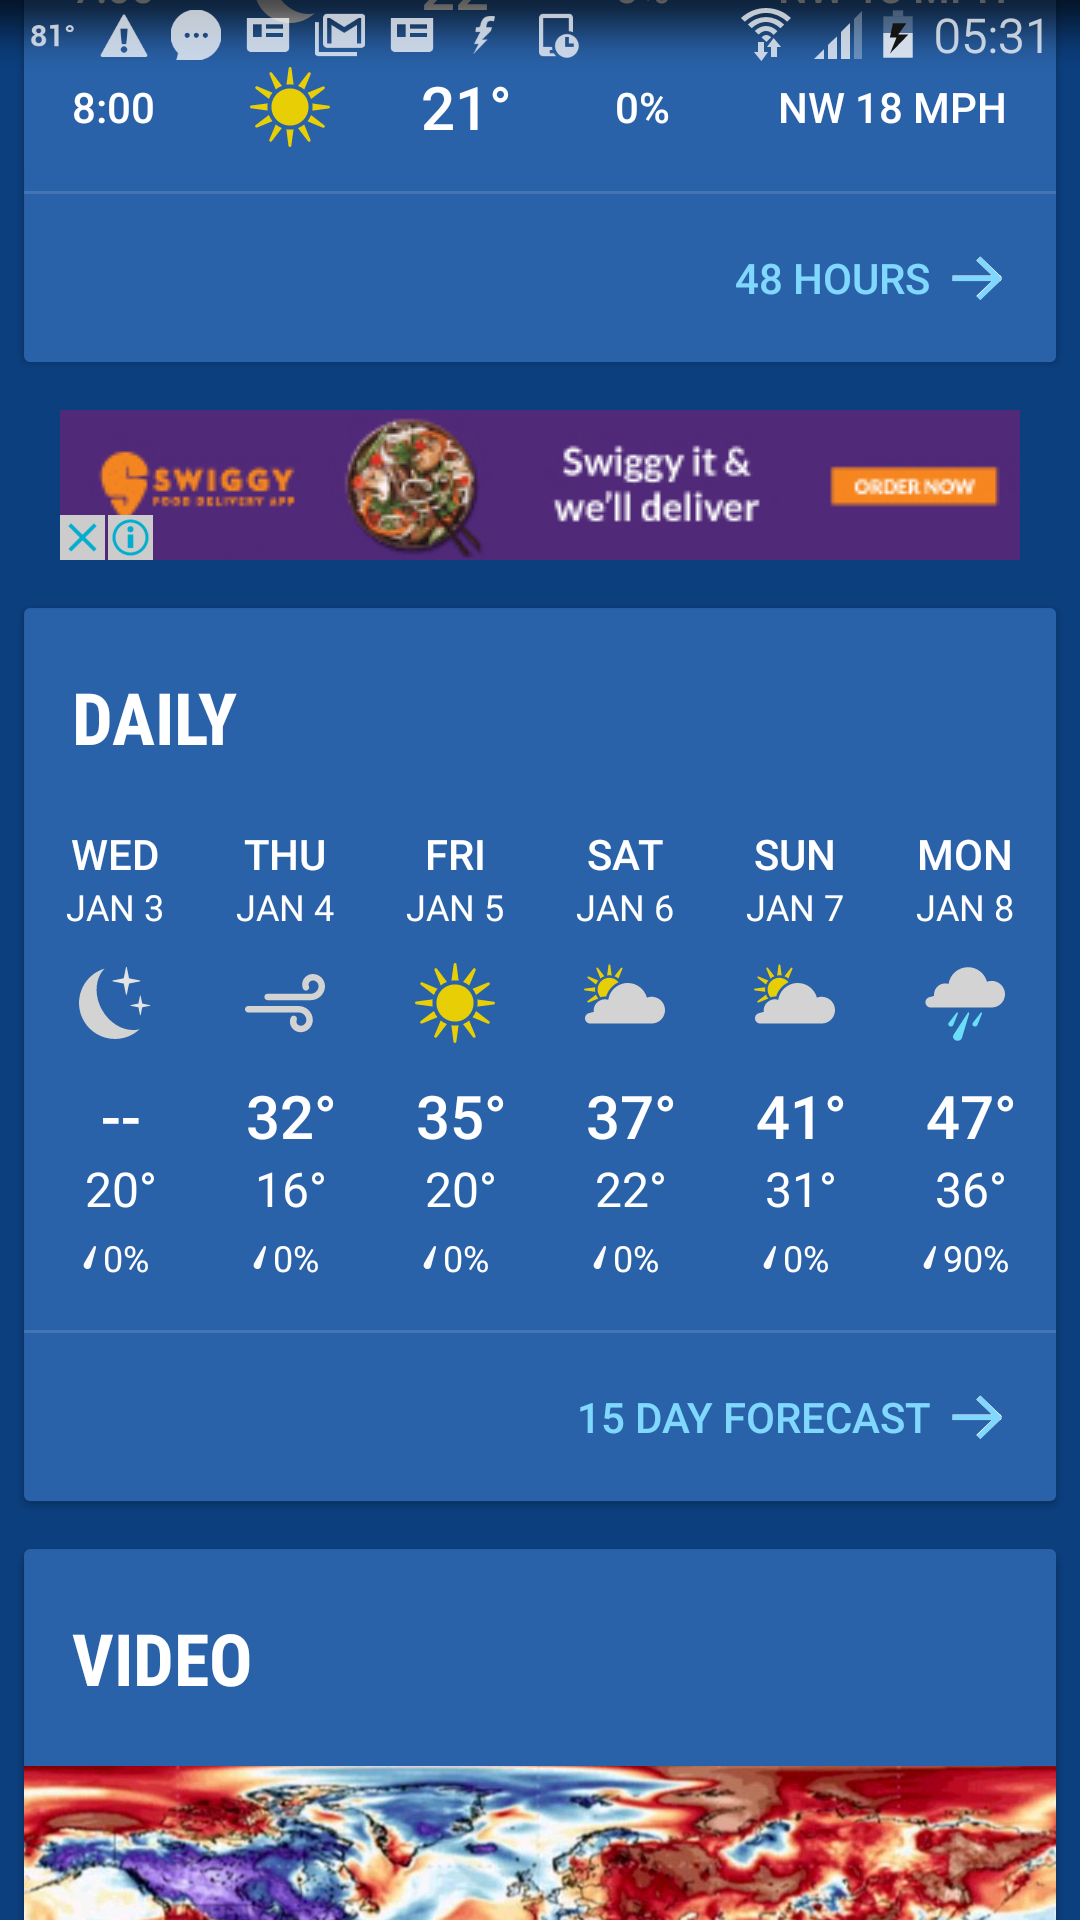 81°
05:31
8:00 21° 0% NW 18 MPH
48 HOURS
SWIGGY
FOOD DELIVERY APP
Swiggy it &
we'll deliver
ORDER NOW
DAILY
WED THU FRI SAT SUN MON
JAN 3 JAN 4 JAN 5 JAN 6 JAN 7 JAN 8
-- 32° 35° 37° 41° 47°
20° 16° 20° 22° 31° 36°
0% 0% 0% 0% 0% 90%
15 DAY FORECAST
VIDEO